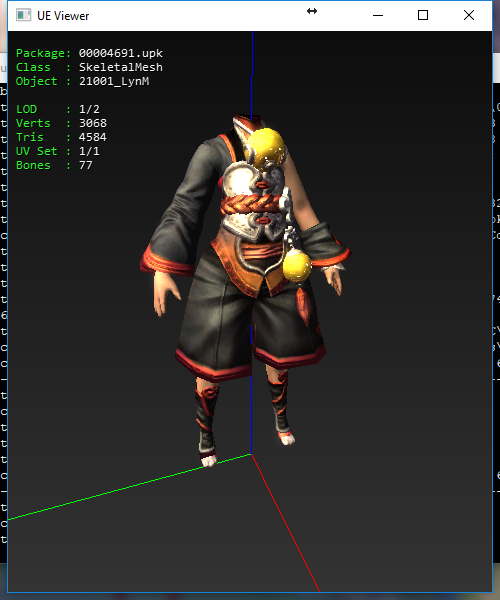 UE Viewer
Package: 00004691.upk
Class : SkeletalMesh
Object : 21001_LynM
LOD : 1/2
Verts : 3068
Tris : 4584
UV Set : 1/1
Bones : 77